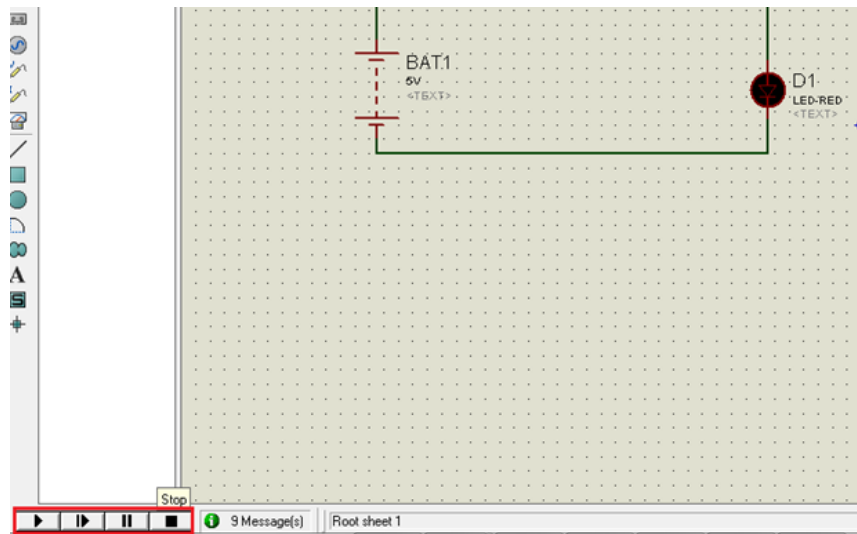 BAT1
5V
<TEXT>
D1
LED-RED
<TEXT>
A
S
Stop
9 Message(s)
Root sheet 1